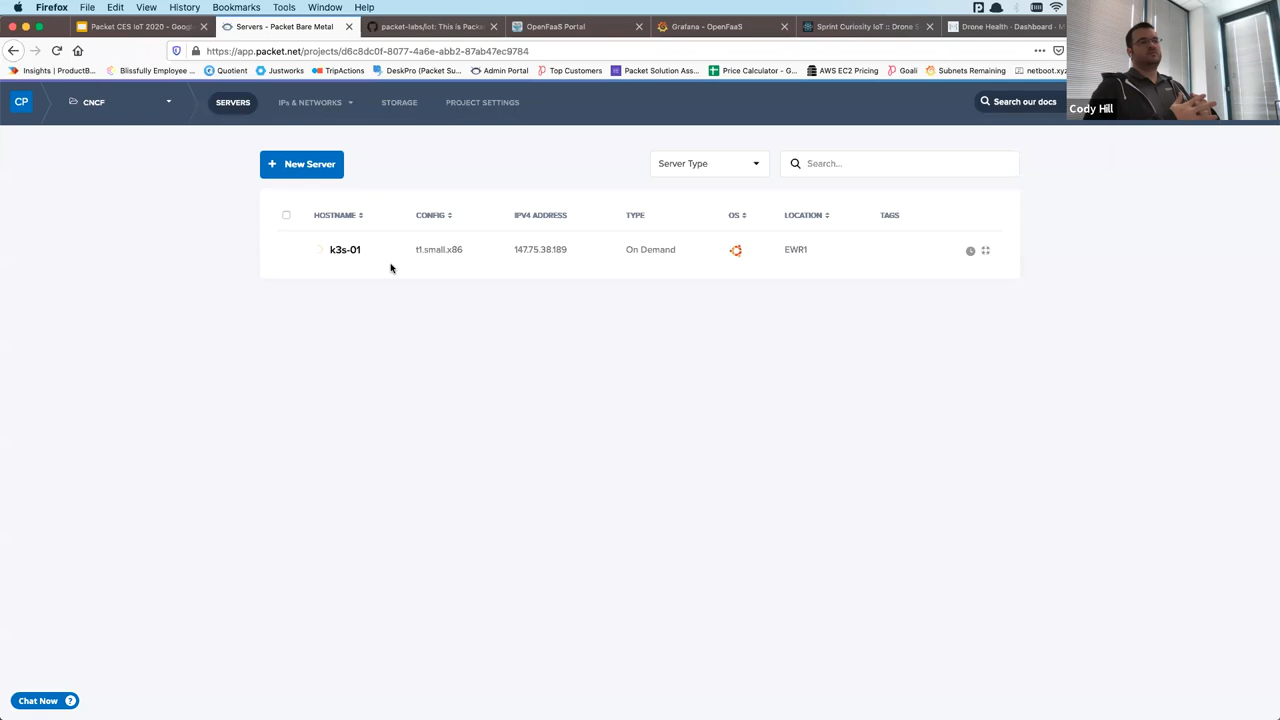 Firefox File Edit View History Bookmarks Tools Window Help
Packet CES IoT 2020 - Googl Servers - Packet Bare Metal packet-labs/iot: This is Packe OpenFaaS Portal Grafana - OpenFaaS Sprint Curiosity IoT :: Drone S Drone Health - Dashboard - M
https://app.packet.net/projects/d6c8dc0f-8077-4a6e-abb2-87ab47ec9784
Insights | ProductB... Blissfully Employee ... Quotient Justworks TripActions DeskPro (Packet Su... Admin Portal Top Customers Packet Solution Ass... Price Calculator - G... AWS EC2 Pricing Goali Subnets Remaining netboot.xyz
CP CNCF SERVERS IPs & NETWORKS STORAGE PROJECT SETTINGS Search our docs
Cody Hill
+ New Server Server Type Search...
HOSTNAME CONFIG IPV4 ADDRESS TYPE OS LOCATION TAGS
k3s-01 t1.small.x86 147.75.38.189 On Demand EWR1
Chat Now ?